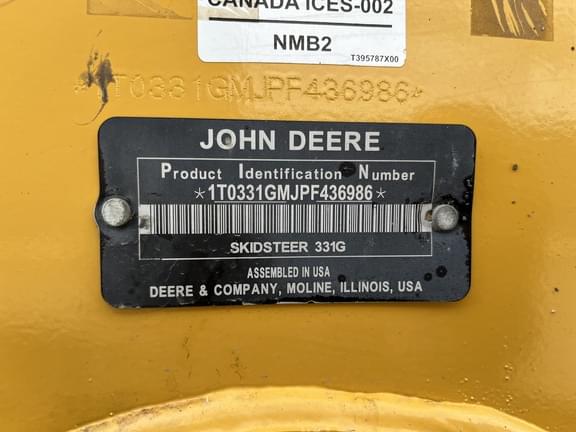 CANADA ICES-002
NMB2
T395787X00
*1T0331GMJPF436986*
JOHN DEERE
Product Identification Number
*1T0331GMJPF436986*
SKIDSTEER 331G
ASSEMBLED IN USA
DEERE & COMPANY, MOLINE, ILLINOIS, USA